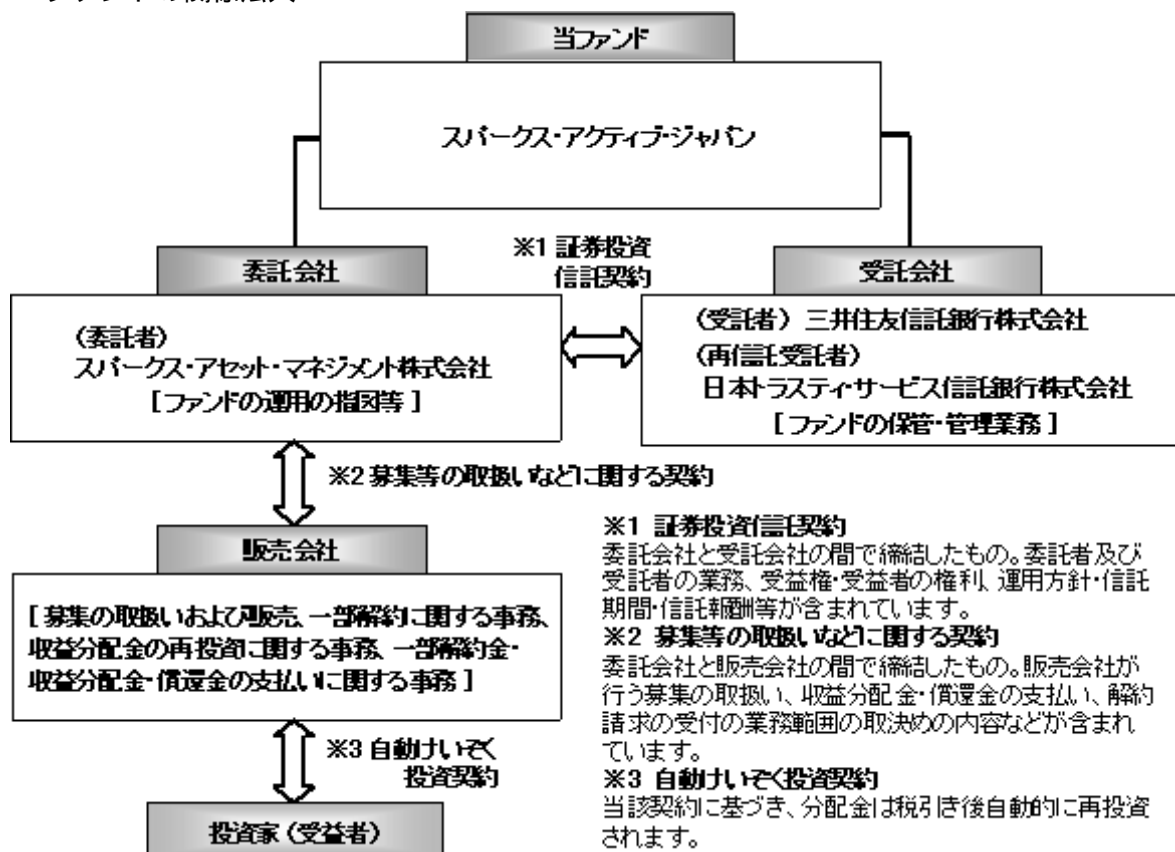 当ファンド
スパークス・アクティブ・ジャパン
委託会社
※1 証券投資
信託契約
受託会社
(委託者)
スパークス・アセット・マネジメント株式会社
[ファンドの運用の指図等]
(受託者) 三井住友信託銀行株式会社
(再信託受託者)
日本トラスティ・サービス信託銀行株式会社
[ファンドの保管・管理業務]
※2 募集等の取扱いなどに関する契約
販売会社
[募集の取扱いおよび販売、一部解約に関する事務、
収益分配金の再投資に関する事務、一部解約金・
収益分配金・償還金の支払いに関する事務]
※3 自動けいぞく
投資契約
投資家(受益者)
※1 証券投資信託契約
委託会社と受託会社の間で締結したもの。委託者及び
受託者の業務、受益権・受益者の権利、運用方針・信託
期間・信託報酬等が含まれています。
※2 募集等の取扱いなどに関する契約
委託会社と販売会社の間で締結したもの。販売会社が
行う募集の取扱い、収益分配金・償還金の支払い、解約
請求の受付の業務範囲の取決めの内容などが含まれ
ています。
※3 自動けいぞく投資契約
当該契約に基づき、分配金は税引き後自動的に再投資
されます。